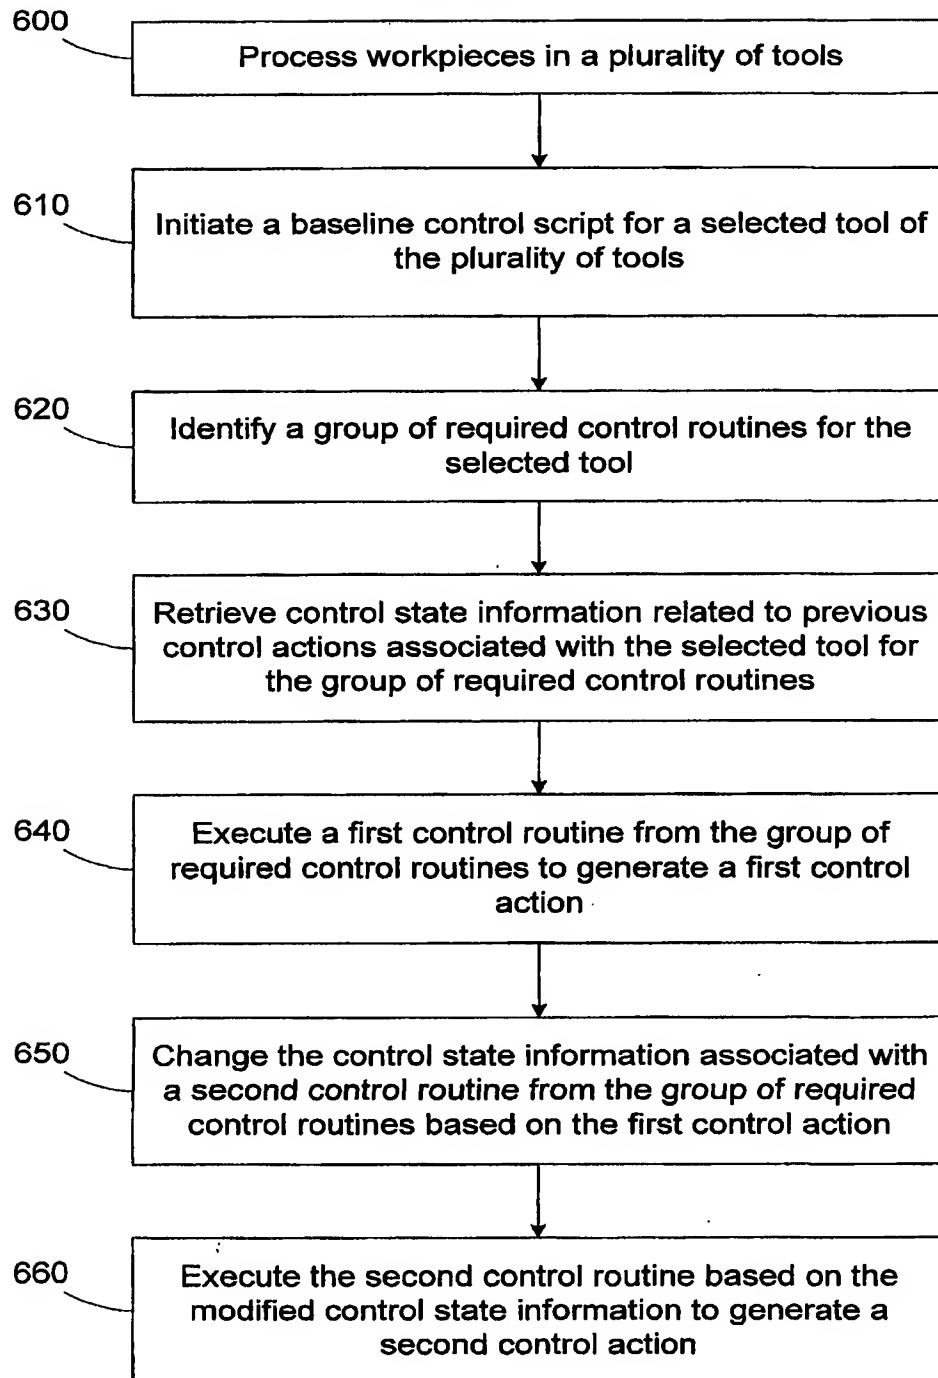 600
Process workpieces in a plurality of tools
610
Initiate a baseline control script for a selected tool of
the plurality of tools
620
Identify a group of required control routines for the
selected tool
630
Retrieve control state information related to previous
control actions associated with the selected tool for
the group of required control routines
640
Execute a first control routine from the group of
required control routines to generate a first control
action
650
Change the control state information associated with
a second control routine from the group of required
control routines based on the first control action
660
Execute the second control routine based on the
modified control state information to generate a
second control action